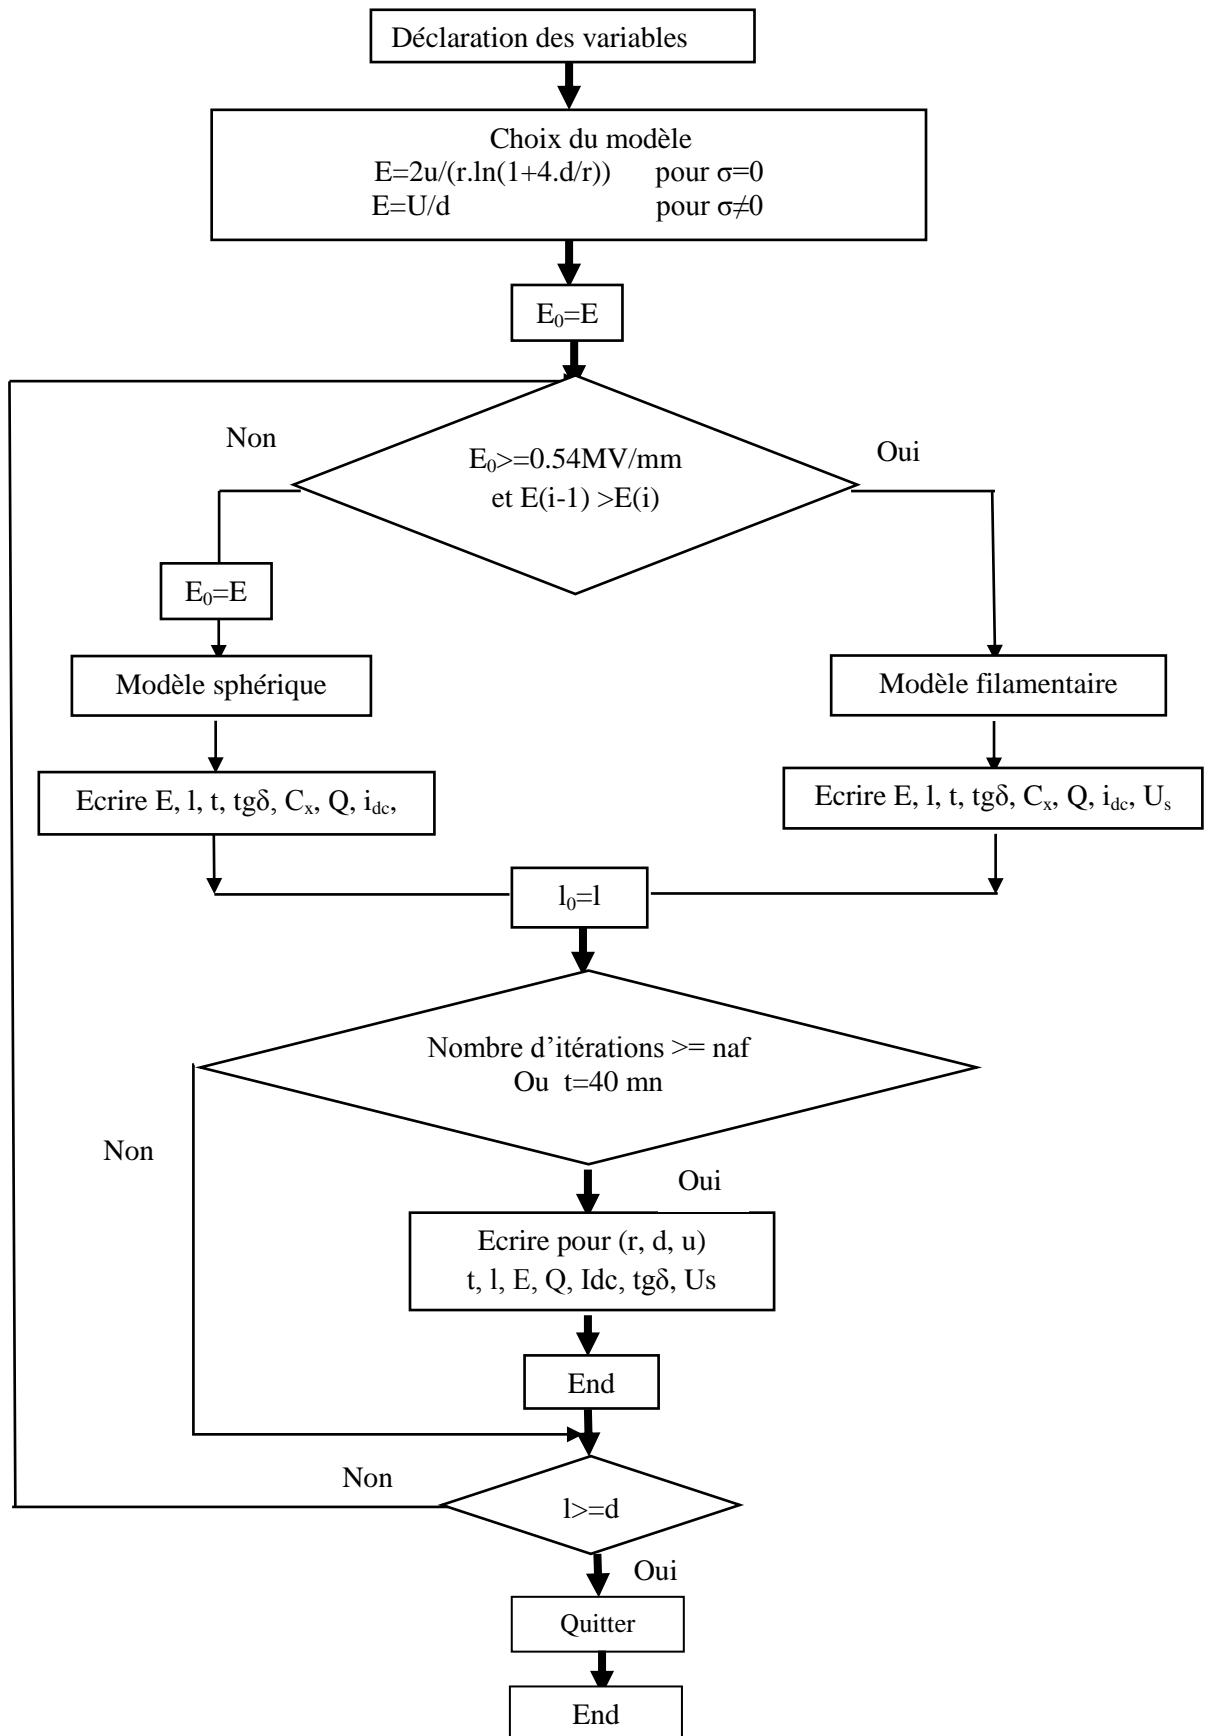 Déclaration des variables
Choix du modèle
E=2u/(r.ln(1+4.d/r)) pour σ=0
E=U/d pour σ≠0
E₀=E
Non
Oui
E₀>=0.54MV/mm
et E(i-1) >E(i)
E₀=E
Modèle sphérique
Modèle filamentaire
Ecrire E, l, t, tgδ, Cₓ, Q, i_dc,
Ecrire E, l, t, tgδ, Cₓ, Q, i_dc, Uₛ
l₀=l
Nombre d’itérations >= naf
Ou t=40 mn
Non
Oui
Ecrire pour (r, d, u)
t, l, E, Q, Idc, tgδ, Us
End
Non
l>=d
Oui
Quitter
End